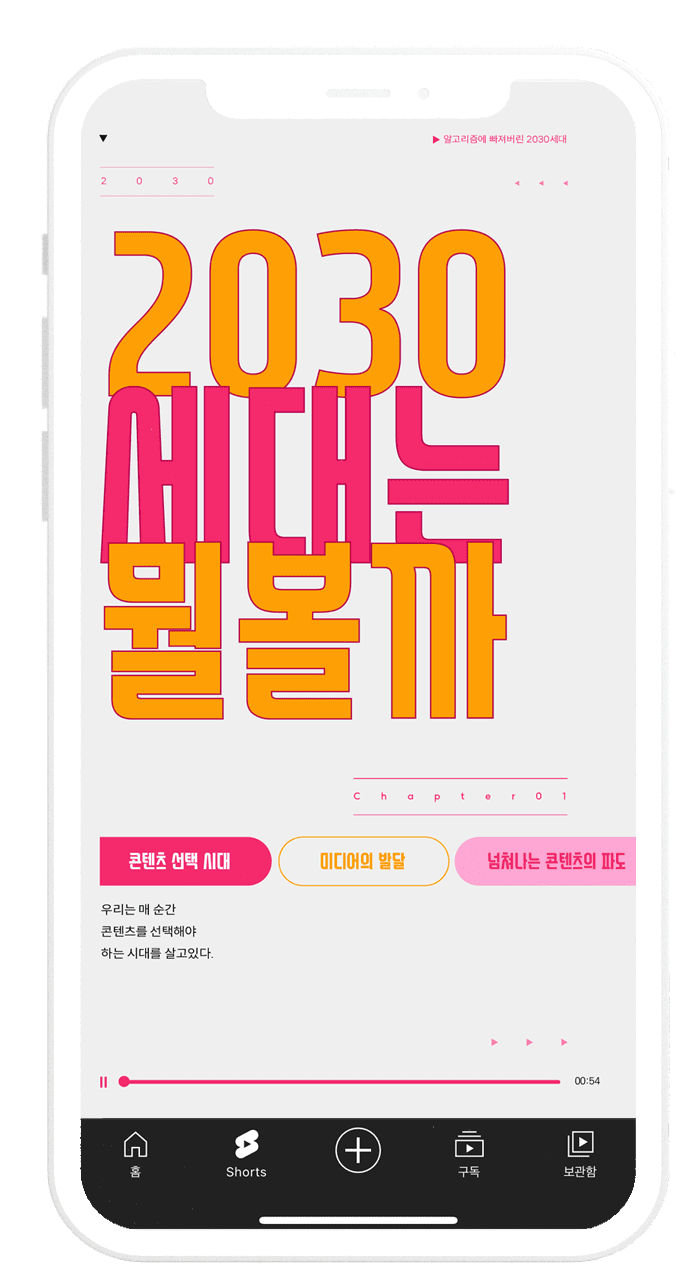 ▼
▶ 알고리즘에 빠져버린 2030세대
2 0 3 0
◀ ◀ ◀
2030
세대는
뭘볼까
Chapter01
콘텐츠 선택 시대
미디어의 발달
넘쳐나는 콘텐츠의 파도
우리는 매 순간
콘텐츠를 선택해야
하는 시대를 살고있다.
▶ ▶ ▶
00:54
홈
Shorts
구독
보관함